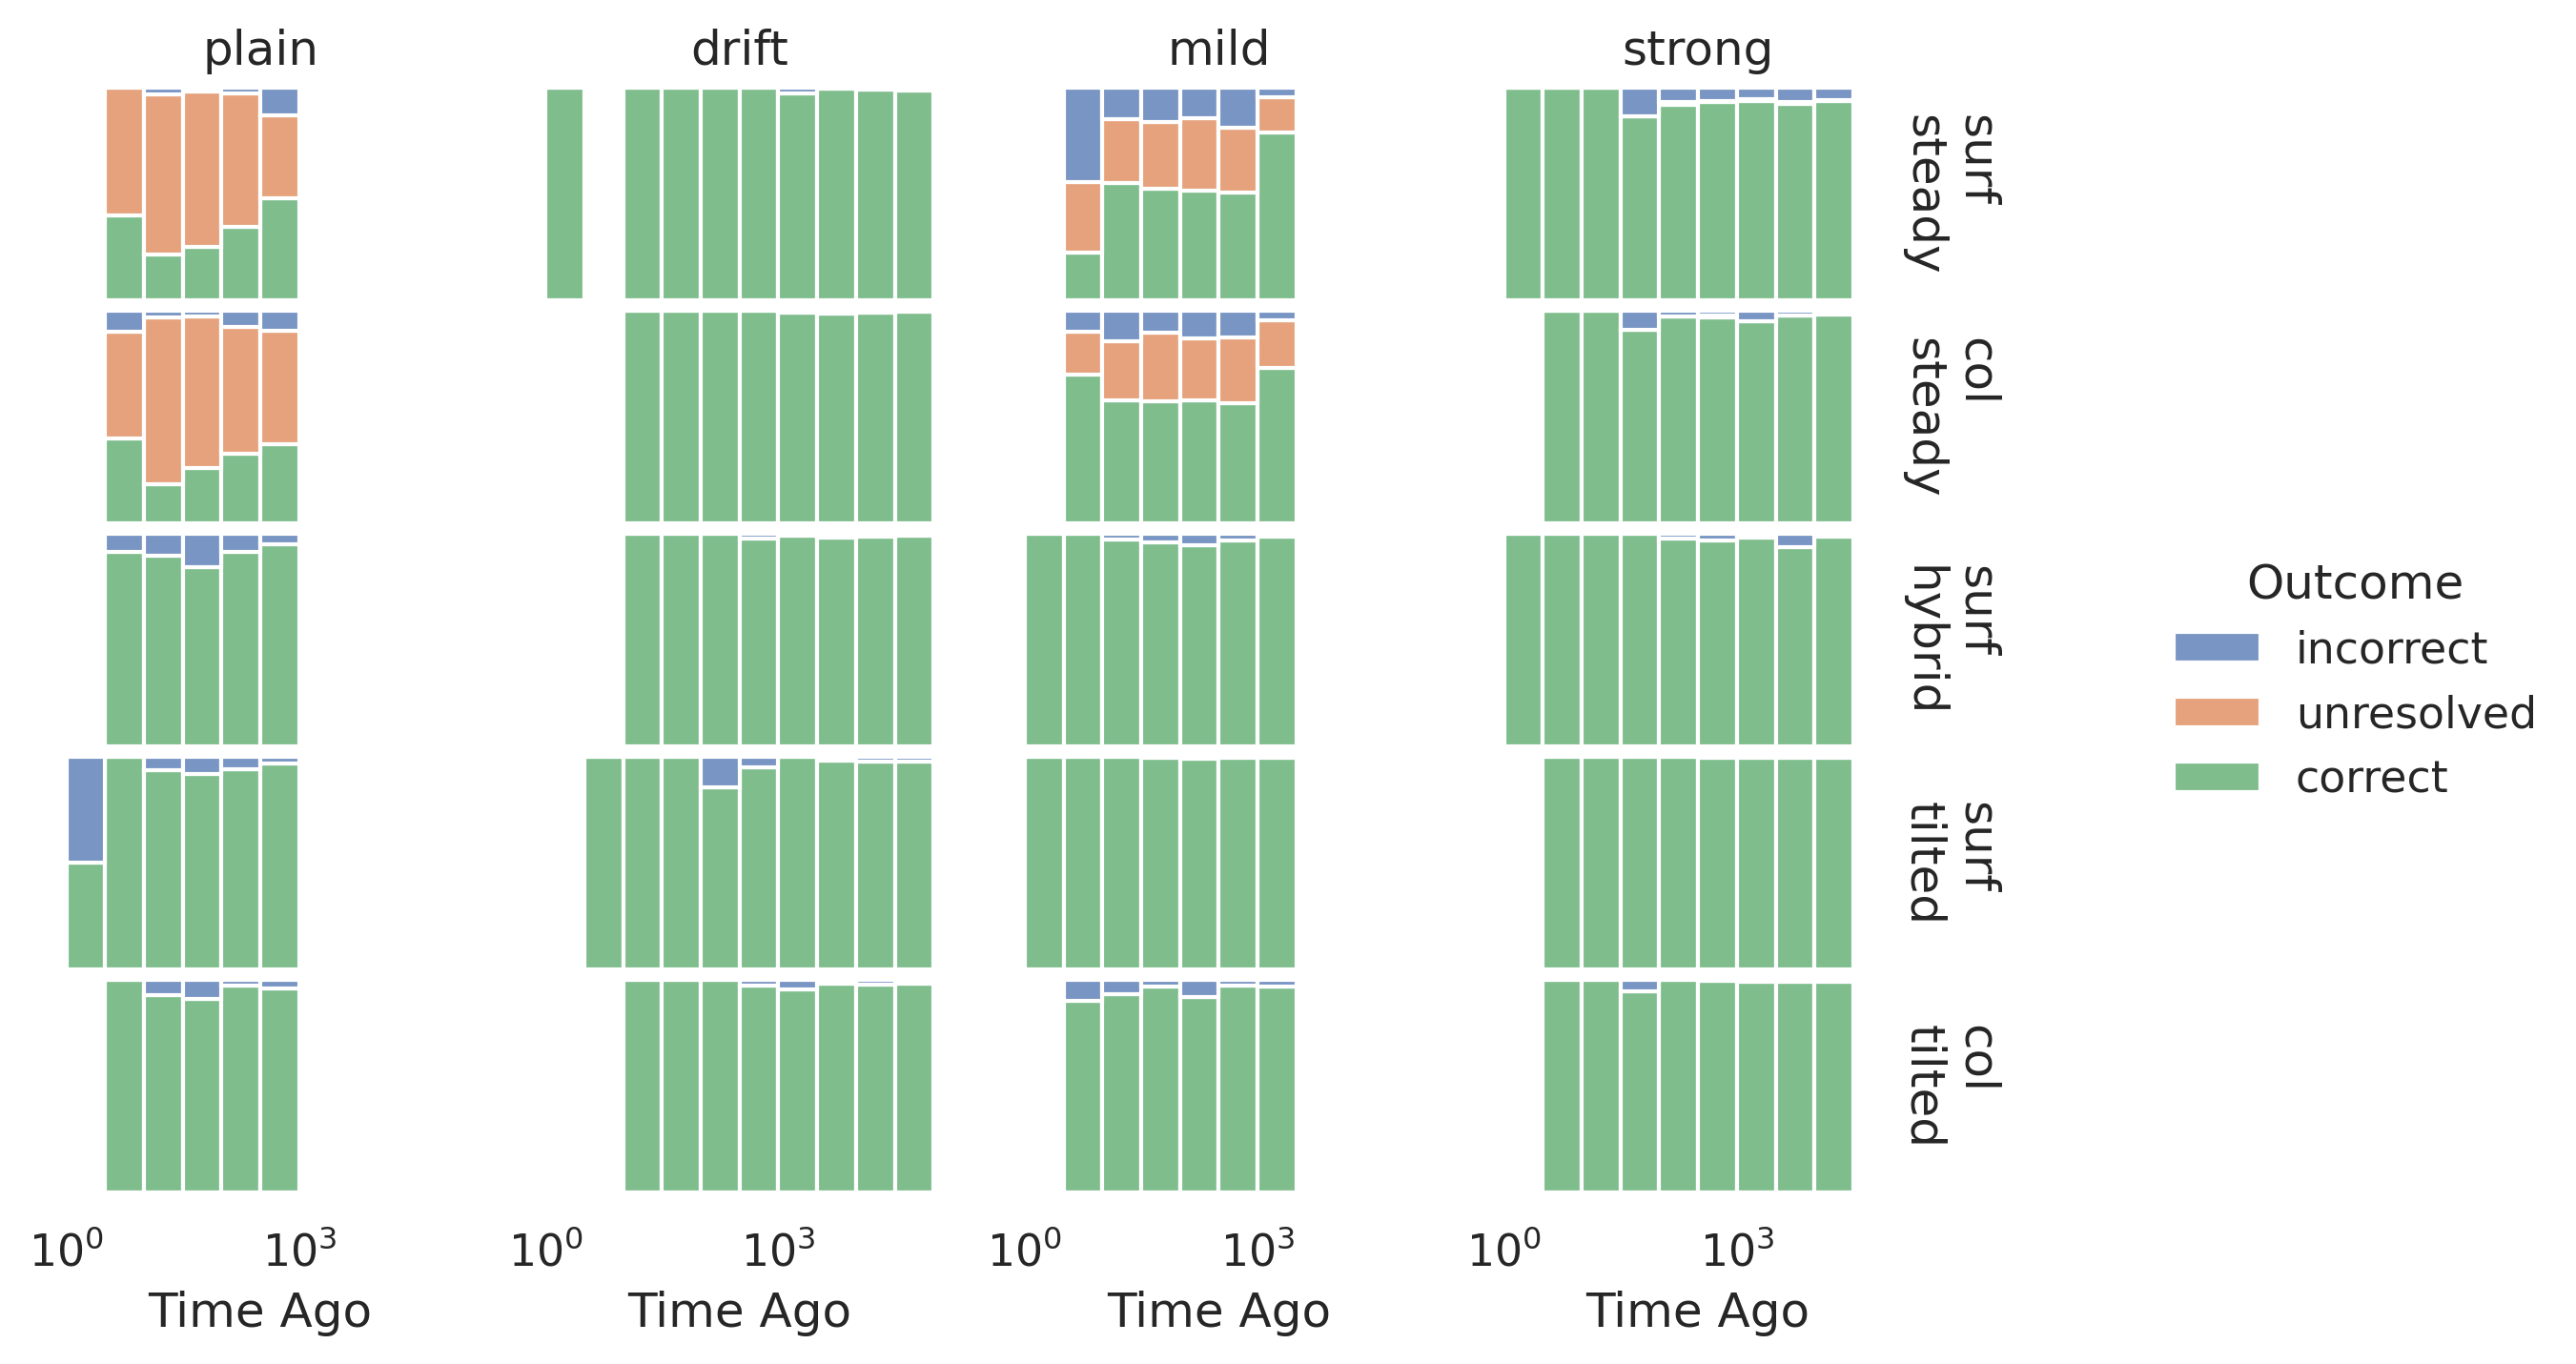 plain
drift
mild
strong
surf
steady
col
steady
surf
hybrid
surf
tilted
col
tilted
Outcome
incorrect
unresolved
correct
10^0
10^3
10^0
10^3
10^0
10^3
10^0
10^3
Time Ago
Time Ago
Time Ago
Time Ago